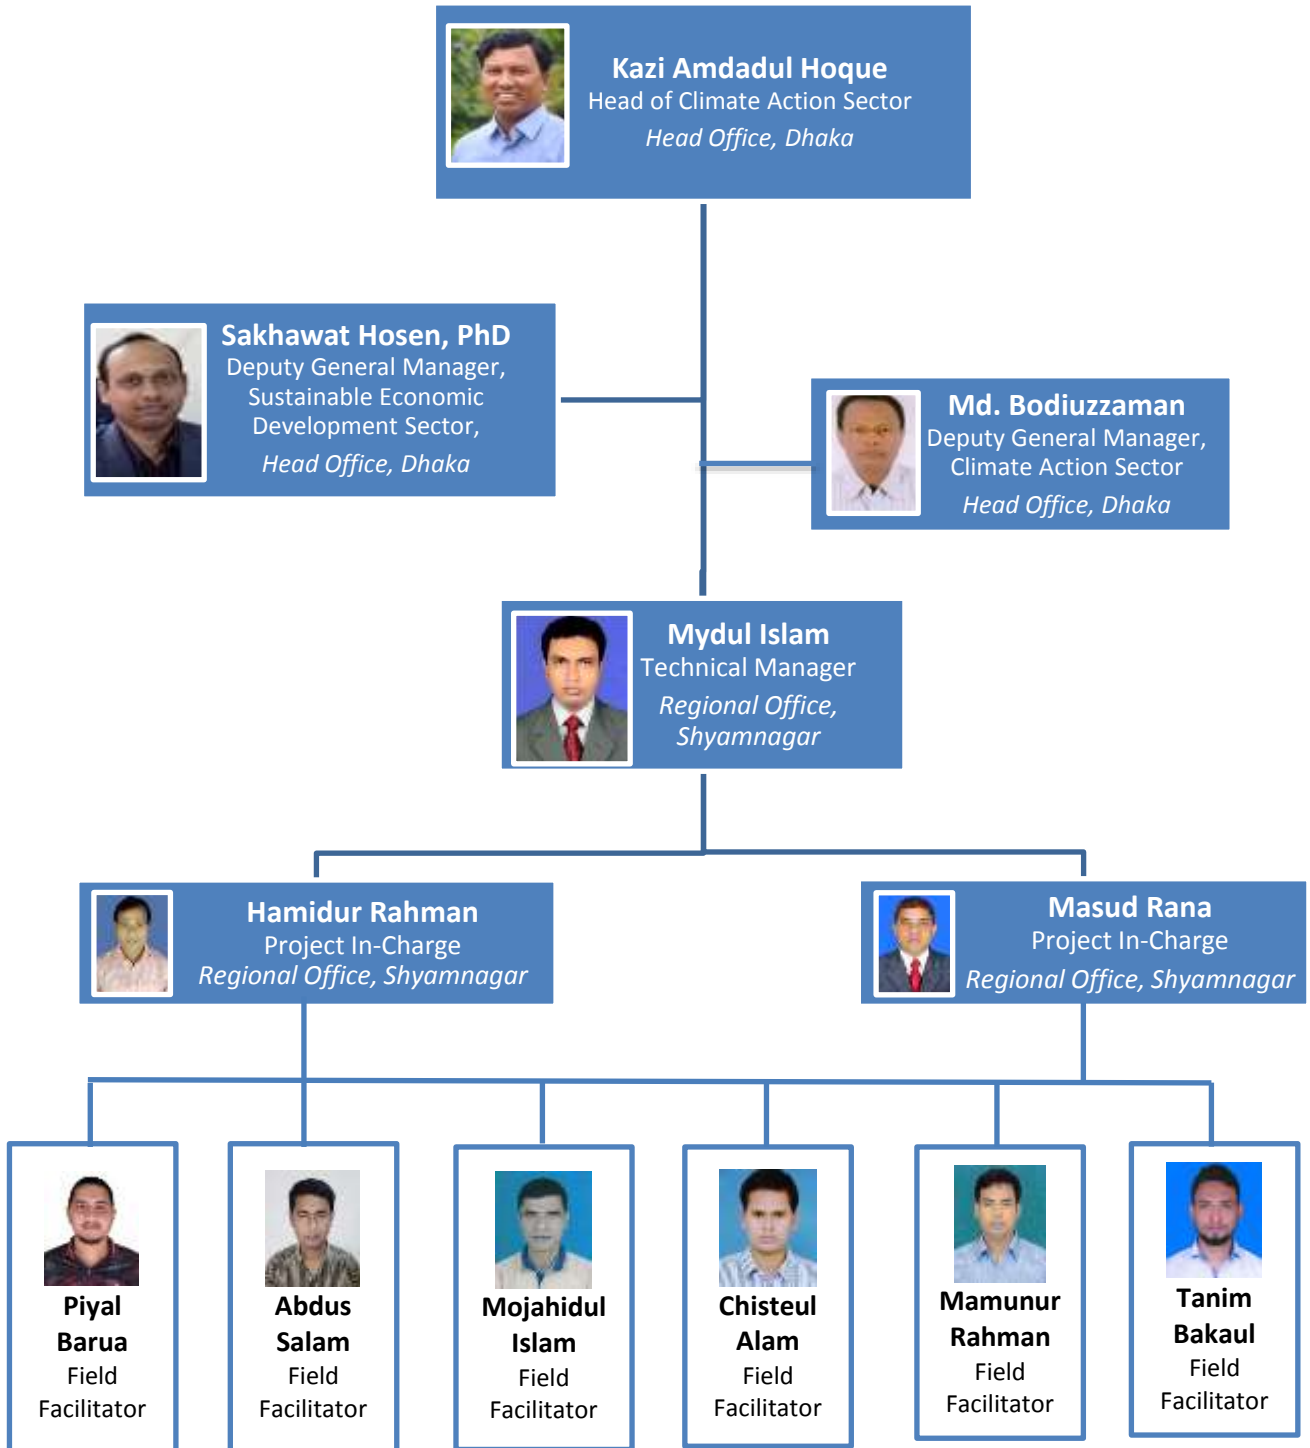 Kazi Amdadul Hoque
Head of Climate Action Sector
Head Office, Dhaka
Sakhawat Hosen, PhD
Deputy General Manager,
Sustainable Economic
Development Sector,
Head Office, Dhaka
Md. Bodiuzzaman
Deputy General Manager,
Climate Action Sector
Head Office, Dhaka
Mydul Islam
Technical Manager
Regional Office,
Shyamnagar
Hamidur Rahman
Project In-Charge
Regional Office, Shyamnagar
Masud Rana
Project In-Charge
Regional Office, Shyamnagar
Piyal
Barua
Field
Facilitator
Abdus
Salam
Field
Facilitator
Mojahidul
Islam
Field
Facilitator
Chisteul
Alam
Field
Facilitator
Mamunur
Rahman
Field
Facilitator
Tanim
Bakaul
Field
Facilitator